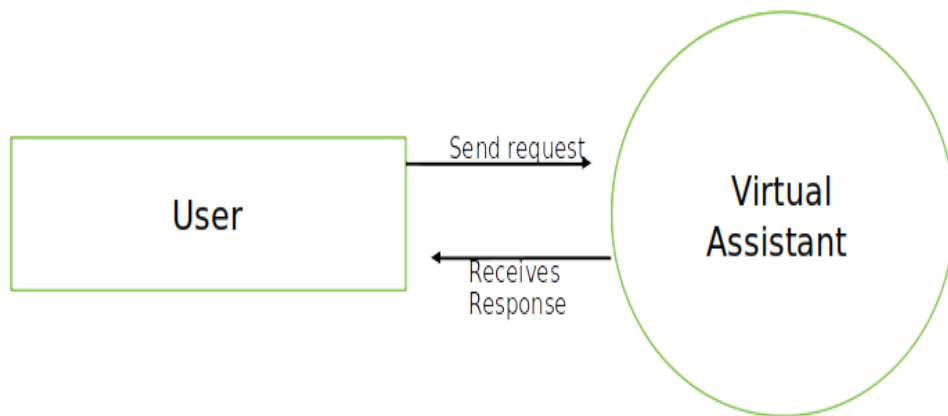 Send request
User
Virtual
Assistant
Receives
Response